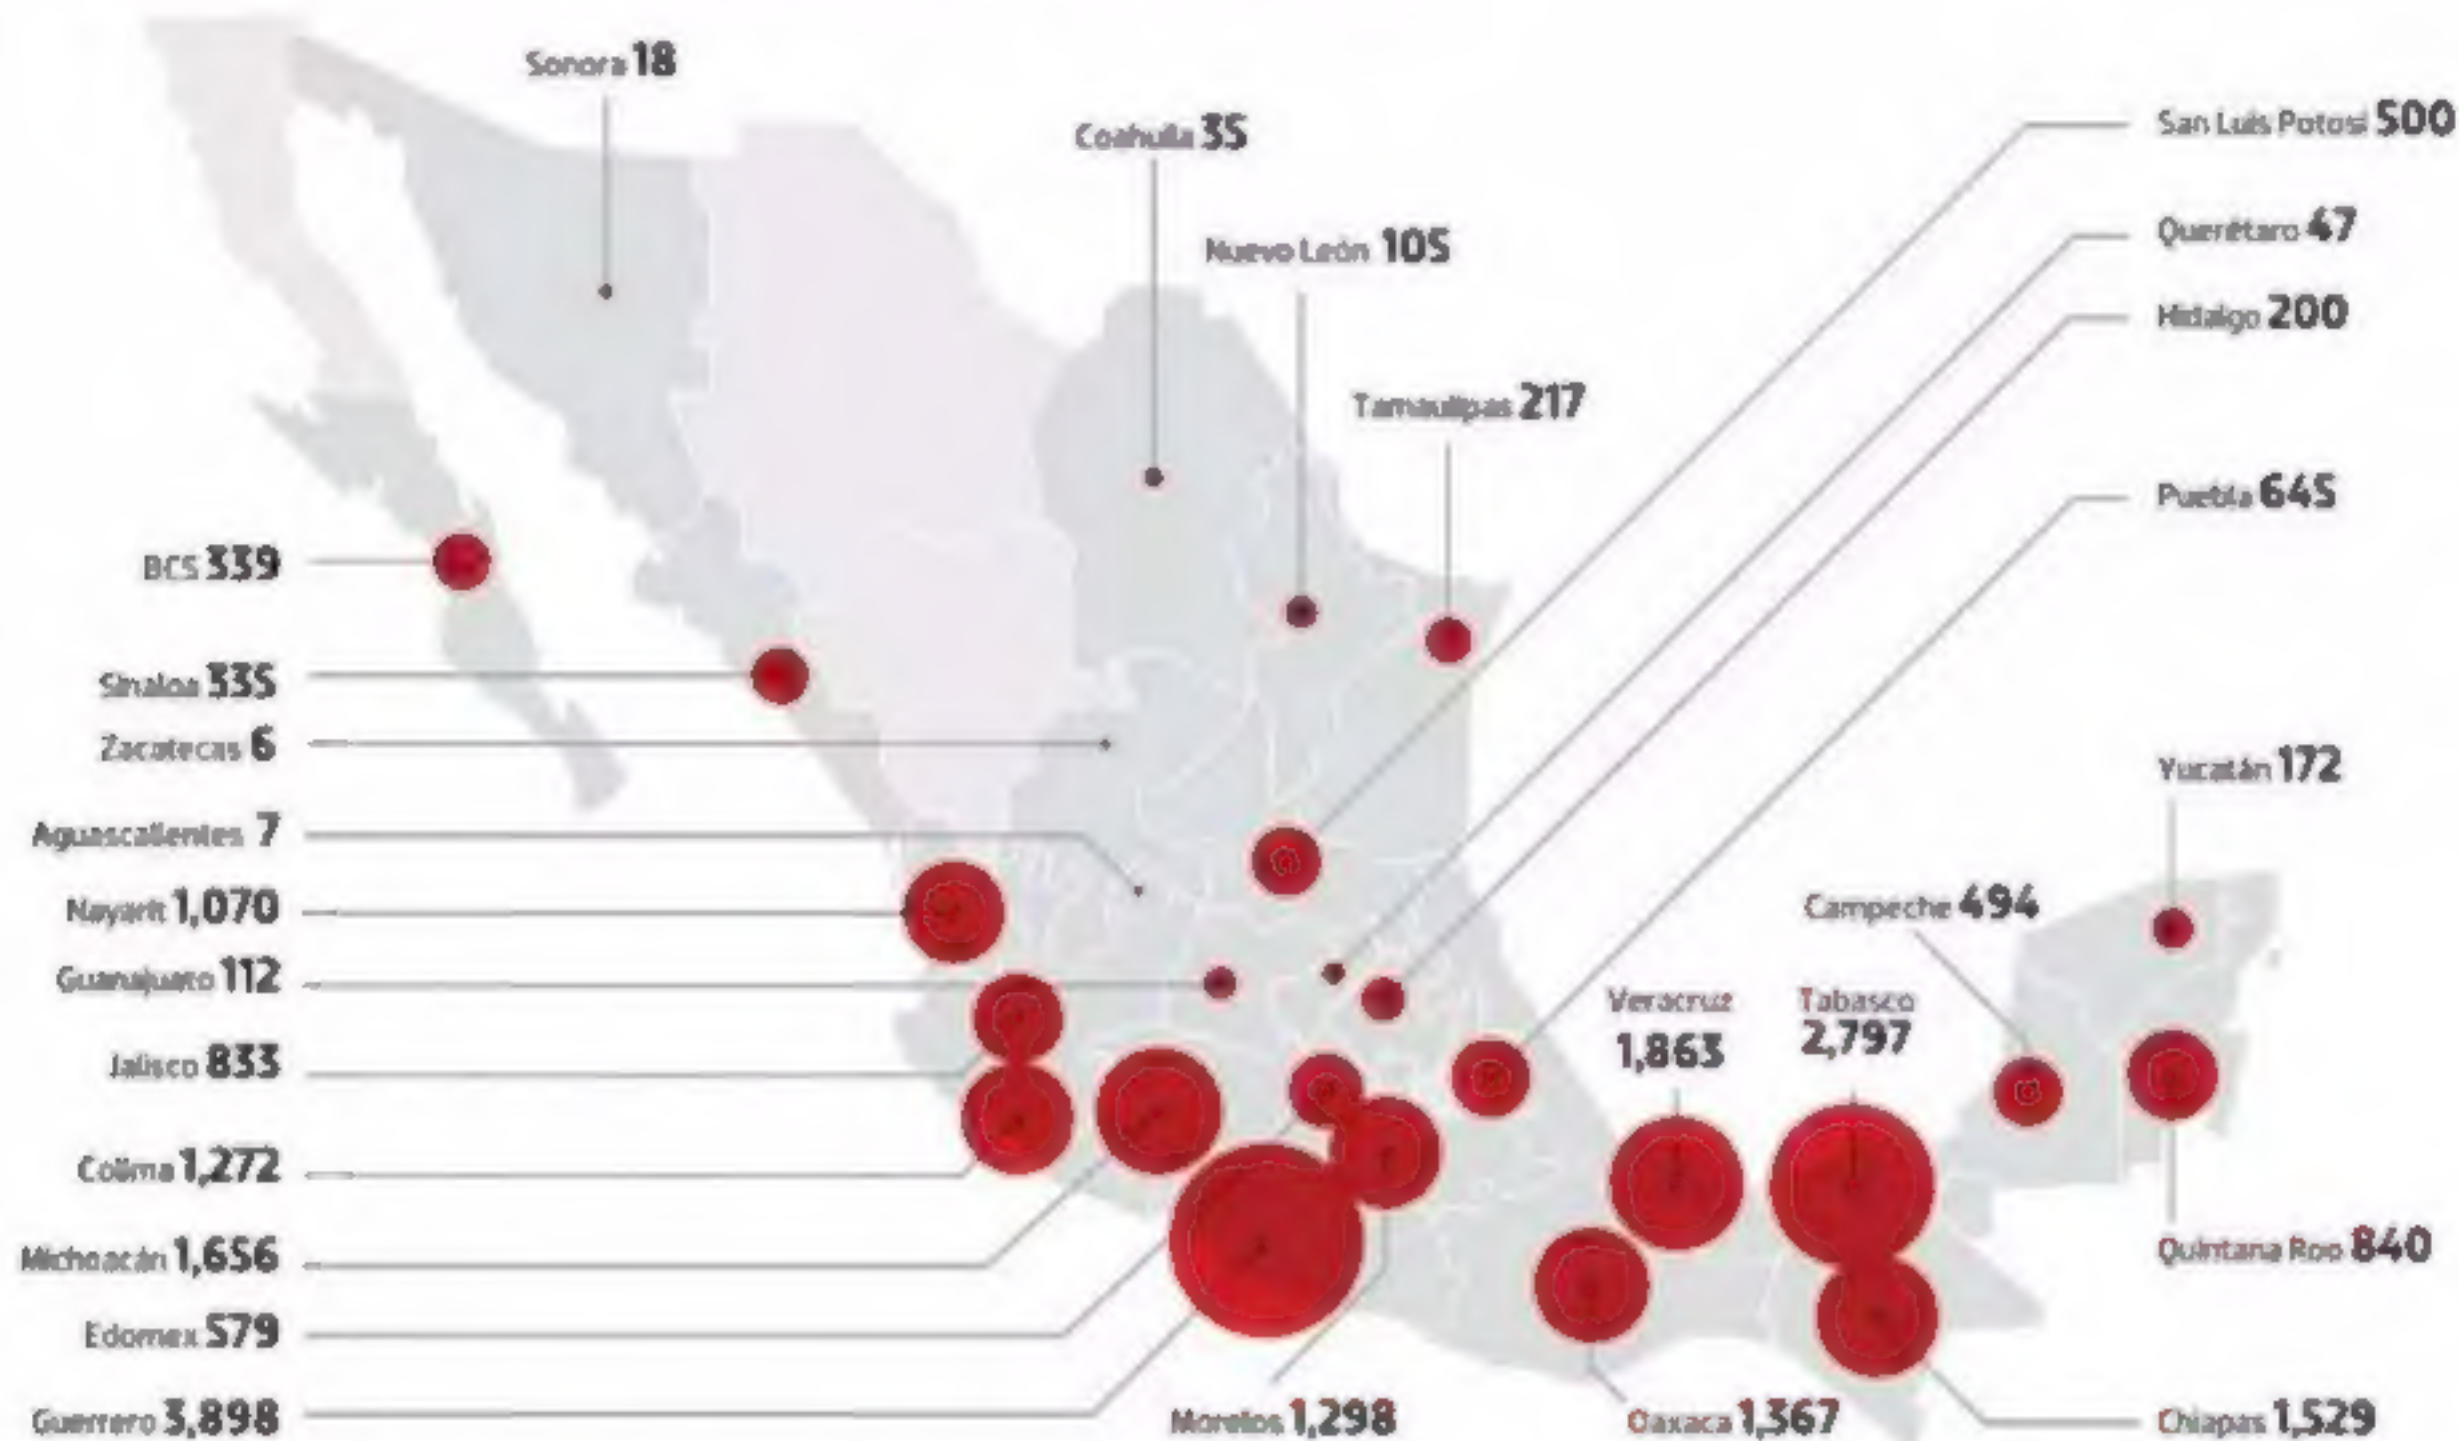 Sonora 18
Coahuila 35
Nuevo León 105
Tamaulipas 217
San Luis Potosí 500
Querétaro 47
Hidalgo 200
Puebla 645
BCS 339
Sinaloa 335
Zacatecas 6
Aguascalientes 7
Nayarit 1,070
Guanajuato 112
Jalisco 833
Colima 1,272
Michoacán 1,656
Edomex 579
Guerrero 3,898
Morelos 1,298
Oaxaca 1,367
Veracruz
1,863
Tabasco
2,797
Campeche 494
Yucatán 172
Quintana Roo 840
Chiapas 1,529